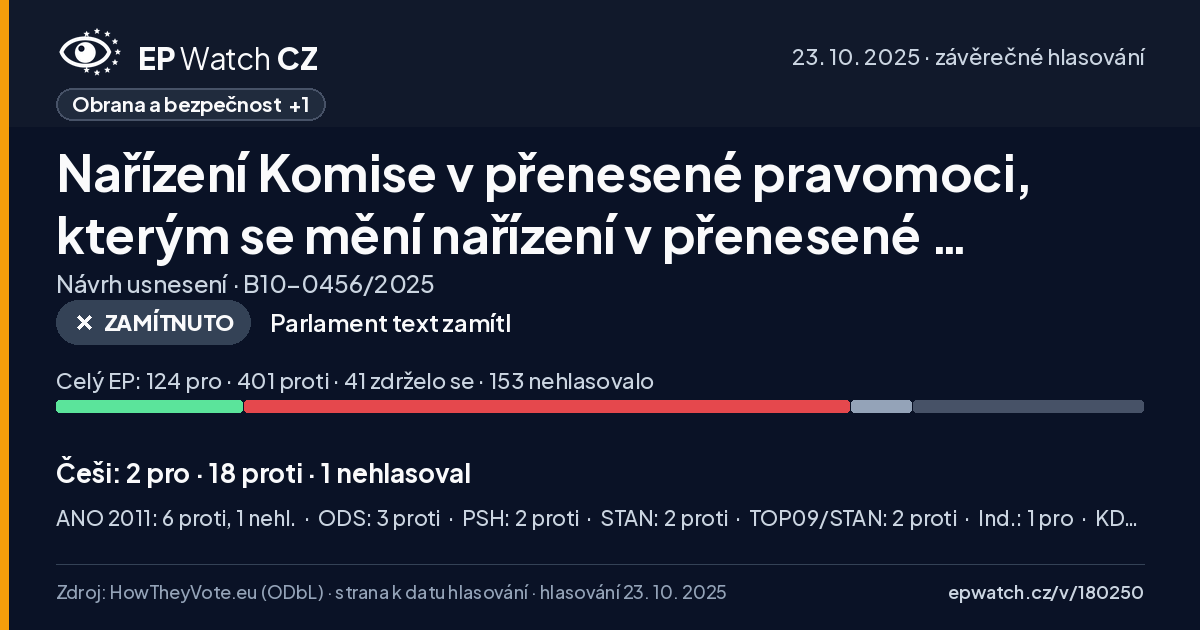 EP Watch CZ
23. 10. 2025 · závěrečné hlasování
Obrana a bezpečnost +1
Nařízení Komise v přenesené pravomoci,
kterým se mění nařízení v přenesené …
Návrh usnesení · B10–0456/2025
✕ ZAMÍTNUTO
Parlament text zamítl
Celý EP: 124 pro · 401 proti · 41 zdrželo se · 153 nehlasovalo
Češi: 2 pro · 18 proti · 1 nehlasoval
ANO 2011: 6 proti, 1 nehl. · ODS: 3 proti · PSH: 2 proti · STAN: 2 proti · TOP09/STAN: 2 proti · Ind.: 1 pro · KD…
Zdroj: HowTheyVote.eu (ODbL) · strana k datu hlasování · hlasování 23. 10. 2025
epwatch.cz/v/180250